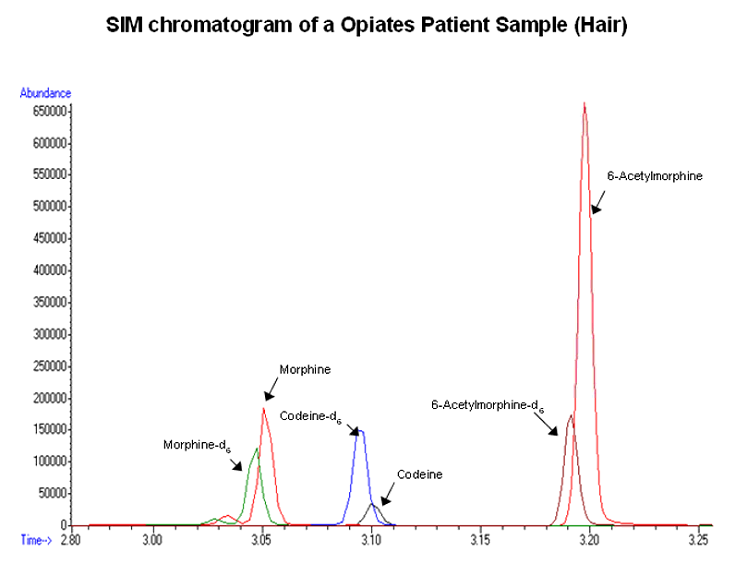 SIM chromatogram of a Opiates Patient Sample (Hair)
Abundance
650000
600000
550000
500000
450000
400000
350000
300000
250000
200000
150000
100000
50000
0
6-Acetylmorphine
Morphine
6-Acetylmorphine-d6
Codeine-d6
Morphine-d6
Codeine
Time-->
2.80 3.00 3.05 3.10 3.15 3.20 3.25